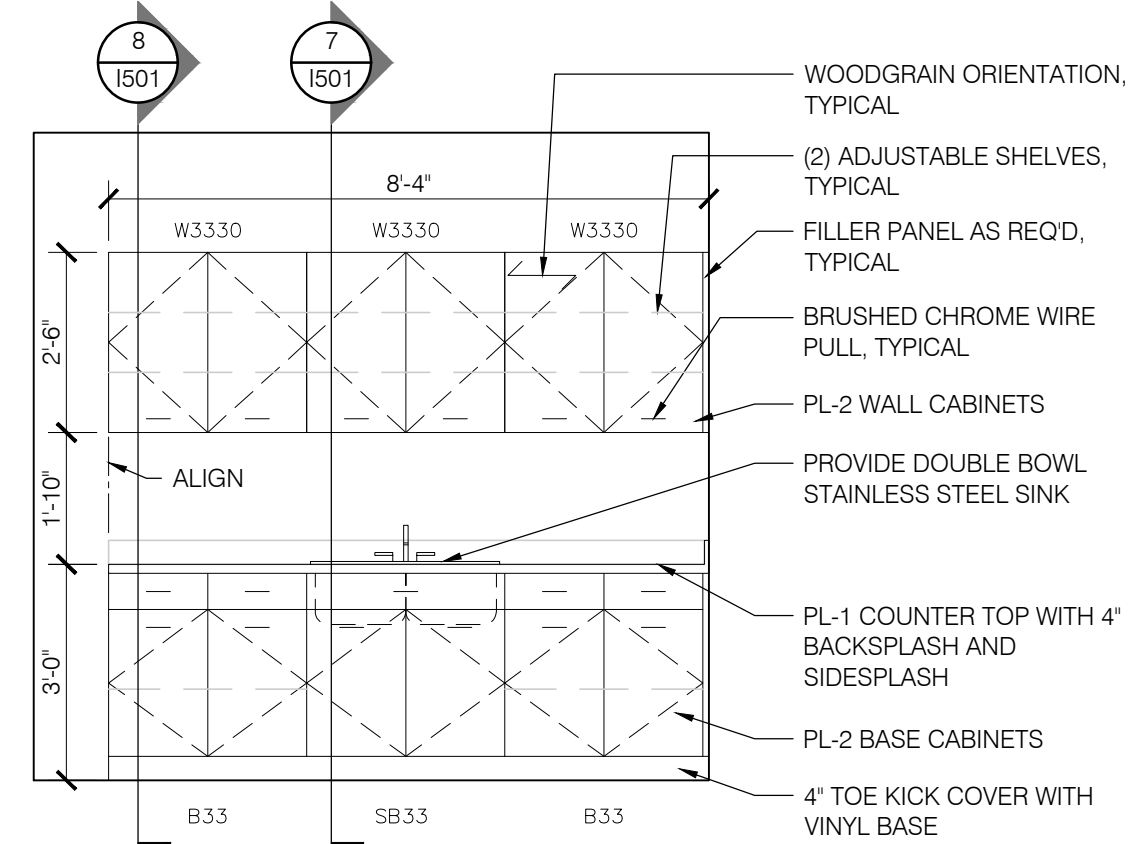 8
I501
7
I501
WOODGRAIN ORIENTATION,
TYPICAL
(2) ADJUSTABLE SHELVES,
TYPICAL
8'-4"
W3330
W3330
W3330
FILLER PANEL AS REQ'D,
TYPICAL
2'-6"
BRUSHED CHROME WIRE
PULL, TYPICAL
PL-2 WALL CABINETS
1'-10"
ALIGN
PROVIDE DOUBLE BOWL
STAINLESS STEEL SINK
3'-0"
PL-1 COUNTER TOP WITH 4"
BACKSPLASH AND
SIDESPLASH
PL-2 BASE CABINETS
4" TOE KICK COVER WITH
VINYL BASE
B33
SB33
B33